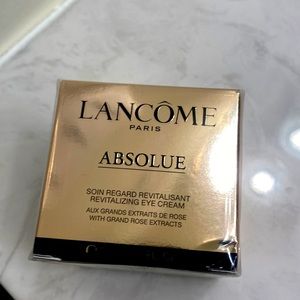 LANCÔME
PARIS
ABSOLUE
SOIN REGARD REVITALISANT
REVITALIZING EYE CREAM
AUX GRANDS EXTRAITS DE ROSE
WITH GRAND ROSE EXTRACTS